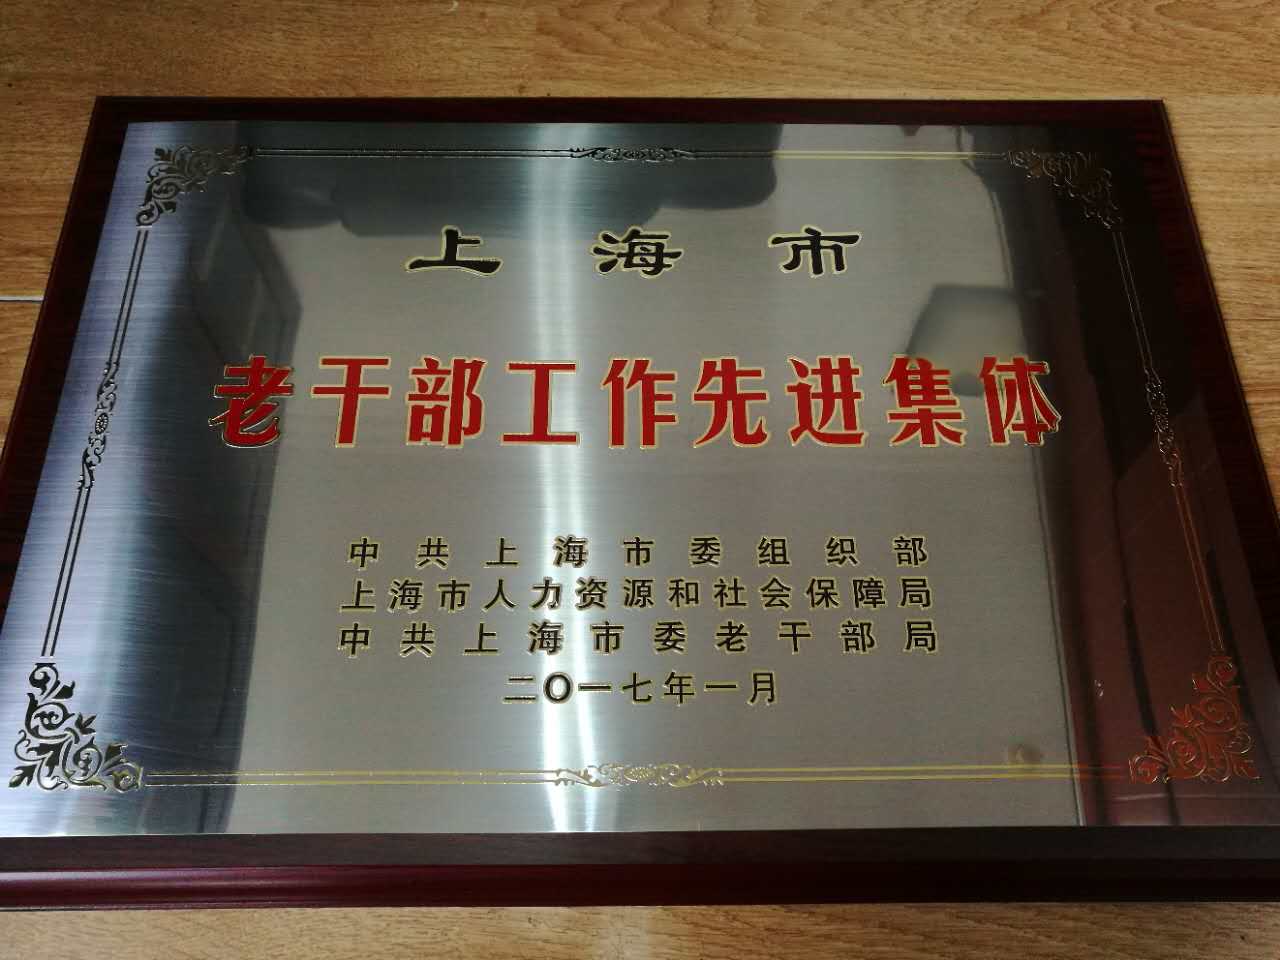 上海市
老干部工作先进集体
中共上海市委组织部
上海市人力资源和社会保障局
中共上海市委老干部局
二〇一七年一月